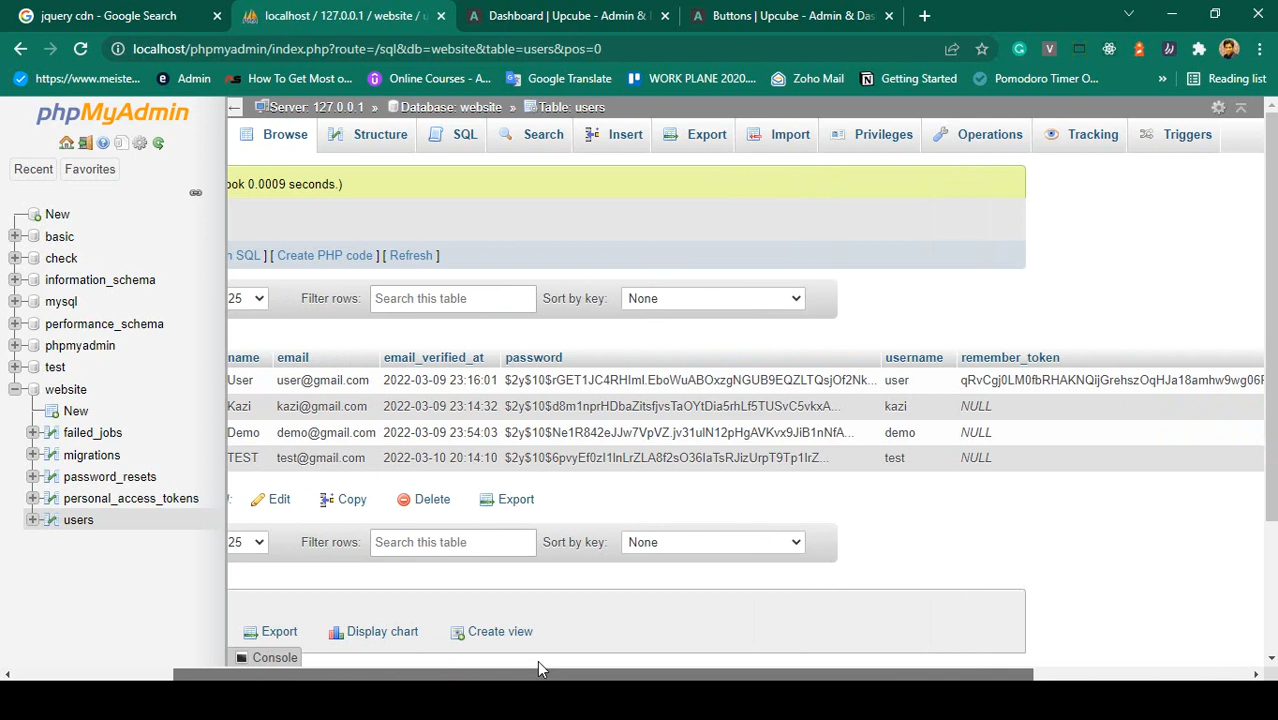 jquery cdn - Google Search
localhost / 127.0.0.1 / website / u
Dashboard | Upcube - Admin &
Buttons | Upcube - Admin & Das
localhost/phpmyadmin/index.php?route=/sql&db=website&table=users&pos=0
https://www.meiste...
Admin
How To Get Most o...
Online Courses - A...
Google Translate
WORK PLANE 2020....
Zoho Mail
Getting Started
Pomodoro Timer O...
»
Reading list
phpMyAdmin
Recent
Favorites
New
basic
check
information_schema
mysql
performance_schema
phpmyadmin
test
website
New
failed_jobs
migrations
password_resets
personal_access_tokens
users
Server: 127.0.0.1 » Database: website » Table: users
Browse
Structure
SQL
Search
Insert
Export
Import
Privileges
Operations
Tracking
Triggers
ook 0.0009 seconds.)
n SQL ] [ Create PHP code ] [ Refresh ]
25
Filter rows:
Search this table
Sort by key:
None
name email email_verified_at password username remember_token
User user@gmail.com 2022-03-09 23:16:01 user
Kazi kazi@gmail.com 2022-03-09 23:14:32 kazi NULL
Demo demo@gmail.com 2022-03-09 23:54:03 demo NULL
TEST test@gmail.com 2022-03-10 20:14:10 test NULL
Edit
Copy
Delete
Export
25
Filter rows:
Search this table
Sort by key:
None
Export
Display chart
Create view
Console